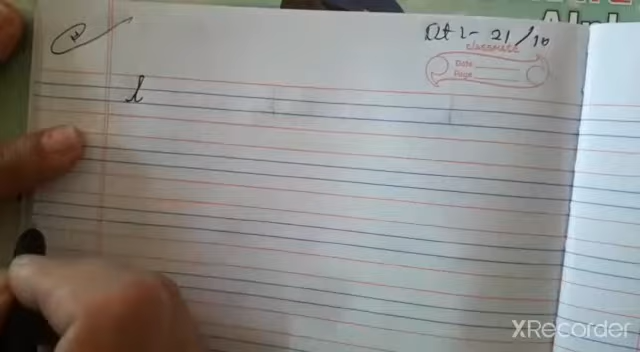 Dt :- 21/10
CLASSMATE
Date
Page
l
XRecorder